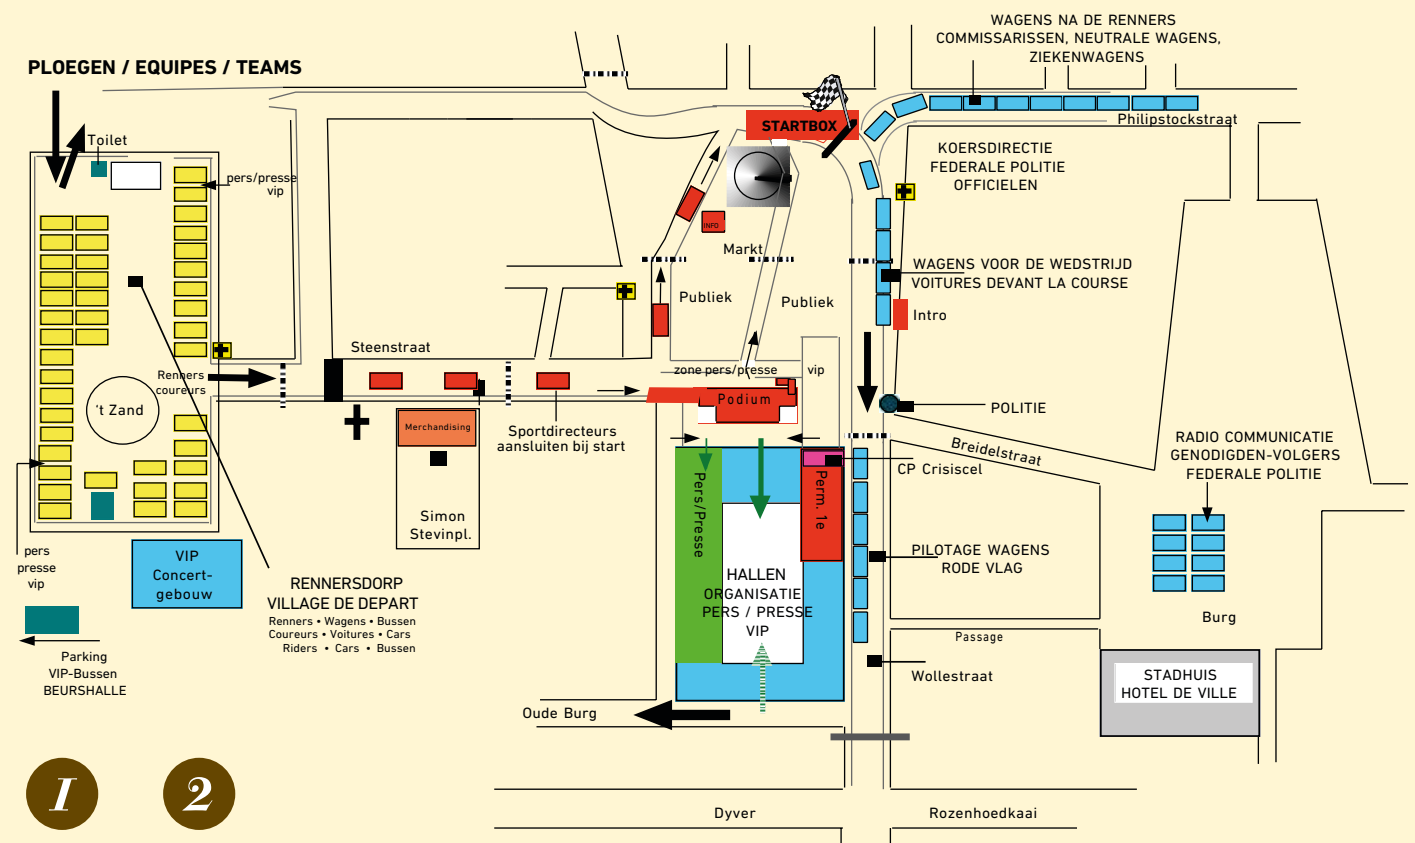 WAGENS NA DE RENNERS
COMMISSARISSEN, NEUTRALE WAGENS,
ZIEKENWAGENS
PLOEGEN / EQUIPES / TEAMS
Philipstockstraat
STARTBOX
Toilet
KOERSDIRECTIE
FEDERALE POLITIE
OFFICIELEN
pers/presse
vip
INFO
Markt
WAGENS VOOR DE WEDSTRIJD
VOITURES DEVANT LA COURSE
Publiek
Publiek
Intro
Steenstraat
Renners
coureurs
zone pers/presse
vip
't Zand
Podium
POLITIE
Merchandising
Sportdirecteurs
aansluiten bij start
Breidelstraat
RADIO COMMUNICATIE
GENODIGDEN-VOLGERS
FEDERALE POLITIE
CP Crisiscel
Pers/Presse
Perm. 1e
Simon
Stevinpl.
pers
presse
vip
VIP
Concert-
gebouw
PILOTAGE WAGENS
RODE VLAG
HALLEN
ORGANISATIE
PERS / PRESSE
VIP
RENNERSDORP
VILLAGE DE DEPART
Renners • Wagens • Bussen
Coureurs • Voitures • Cars
Riders • Cars • Bussen
Burg
Passage
Parking
VIP-Bussen
BEURSHALLE
Wollestraat
STADHUIS
HOTEL DE VILLE
Oude Burg
1
2
Dyver
Rozenhoedkaai